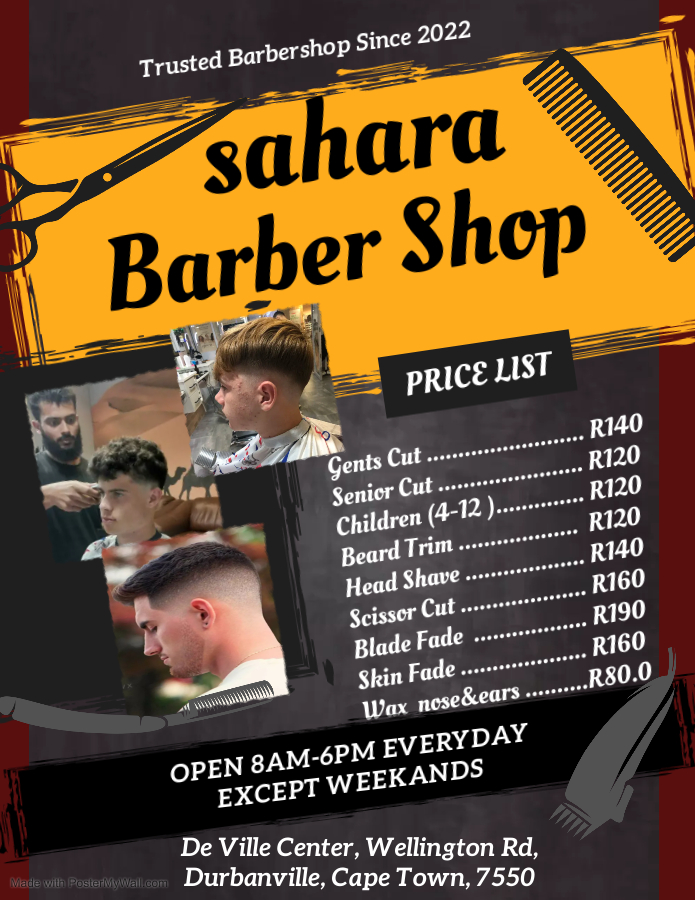 Trusted Barbershop Since 2022
sahara
Barber Shop
PRICE LIST
Gents Cut ............................ R140
Senior Cut .......................... R120
Children (4-12 )................ R120
Beard Trim ..................... R120
Head Shave ..................... R140
Scissor Cut ...................... R160
Blade Fade .................... R190
Skin Fade ...................... R160
Wax nose&ears ..........R80.0
OPEN 8AM-6PM EVERYDAY
EXCEPT WEEKANDS
De Ville Center, Wellington Rd,
Durbanville, Cape Town, 7550
Made with PosterMyWall.com